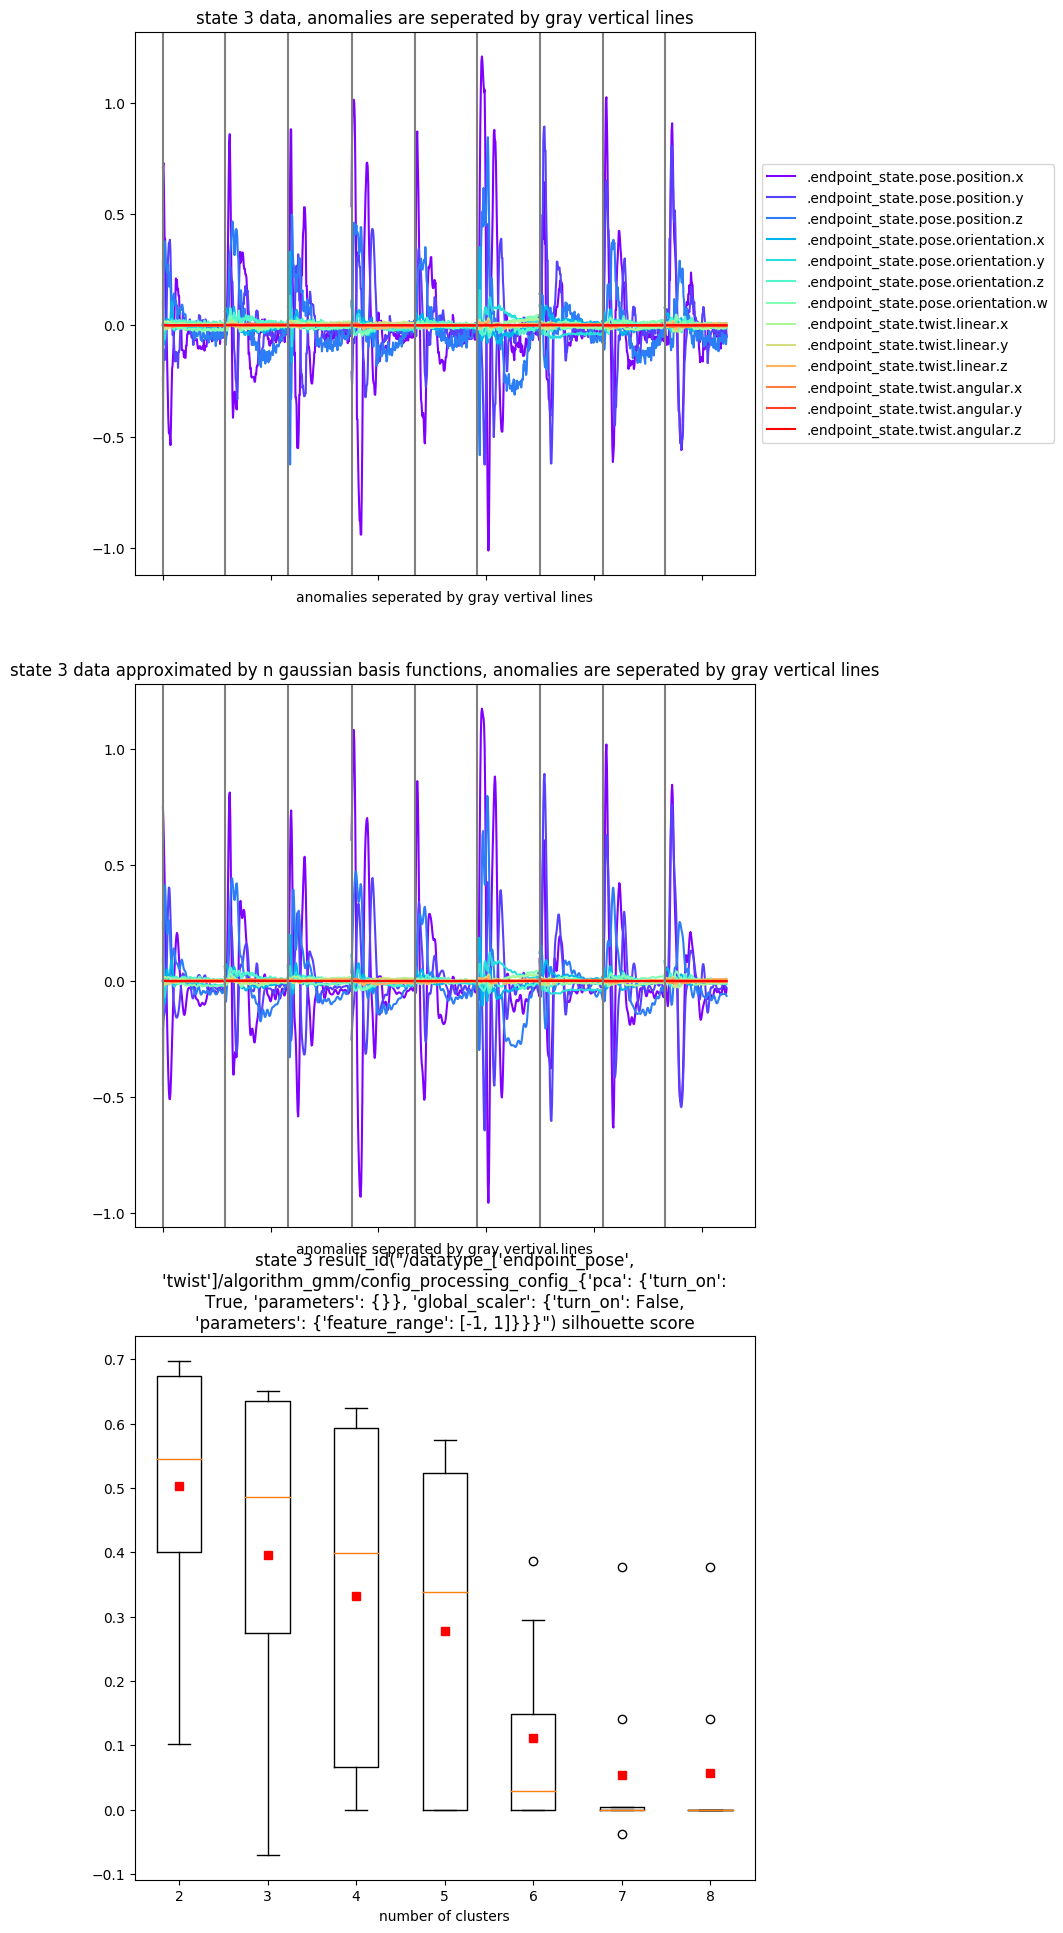 state 3 data, anomalies are seperated by gray vertical lines
1.0
0.5
0.0
−0.5
−1.0
.endpoint_state.pose.position.x
.endpoint_state.pose.position.y
.endpoint_state.pose.position.z
.endpoint_state.pose.orientation.x
.endpoint_state.pose.orientation.y
.endpoint_state.pose.orientation.z
.endpoint_state.pose.orientation.w
.endpoint_state.twist.linear.x
.endpoint_state.twist.linear.y
.endpoint_state.twist.linear.z
.endpoint_state.twist.angular.x
.endpoint_state.twist.angular.y
.endpoint_state.twist.angular.z
anomalies seperated by gray vertival lines
state 3 data approximated by n gaussian basis functions, anomalies are seperated by gray vertical lines
1.0
0.5
0.0
−0.5
−1.0
anomalies seperated by gray vertival lines
state 3 result_id("/datatype_['endpoint_pose',
'twist']/algorithm_gmm/config_processing_config_{'pca': {'turn_on':
True, 'parameters': {}}, 'global_scaler': {'turn_on': False,
'parameters': {'feature_range': [-1, 1]}}}") silhouette score
0.7
0.6
0.5
0.4
0.3
0.2
0.1
0.0
−0.1
2 3 4 5 6 7 8
number of clusters